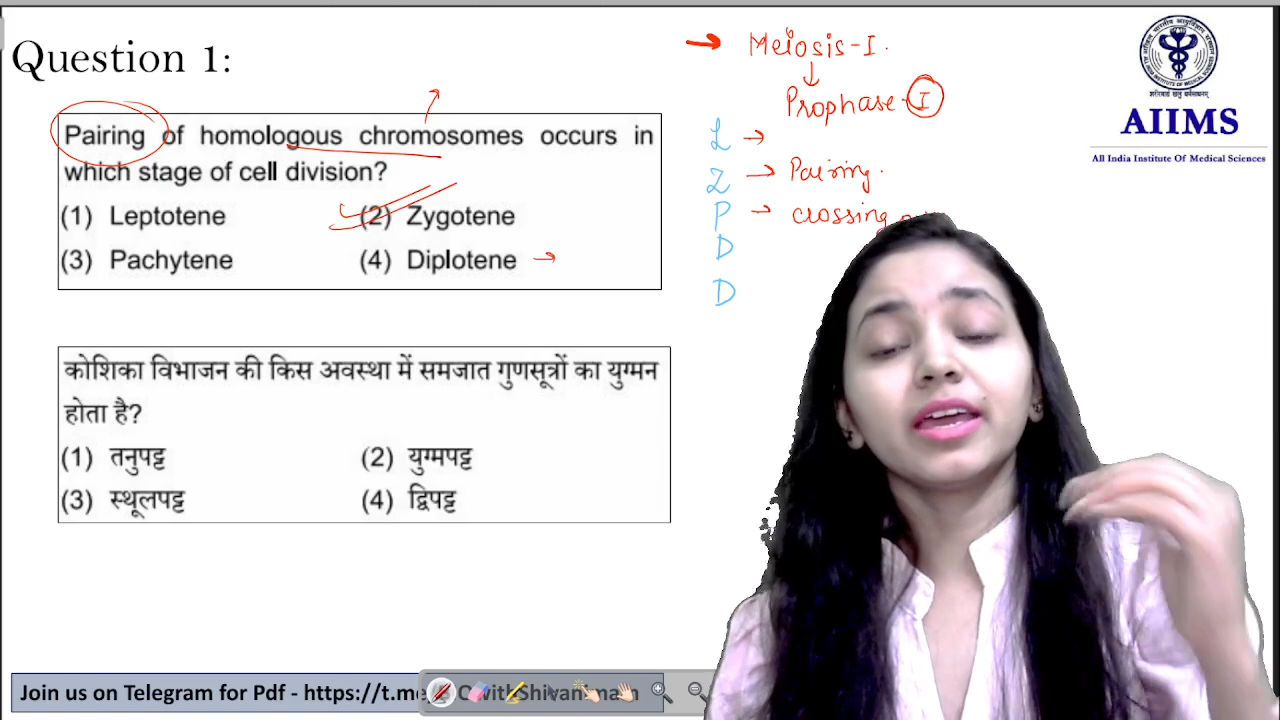 Question 1:
Pairing of homologous chromosomes occurs in
which stage of cell division?
(1) Leptotene (2) Zygotene
(3) Pachytene (4) Diplotene
कोशिका विभाजन की किस अवस्था में समजात गुणसूत्रों का युग्मन
होता है?
(1) तनुपट्ट (2) युग्मपट्ट
(3) स्थूलपट्ट (4) द्विपट्ट
Meiosis-I.
Prophase-I
L
Z → Pairing.
P → crossing
D
D
AIIMS
All India Institute Of Medical Sciences
Join us on Telegram for Pdf - https://t.me